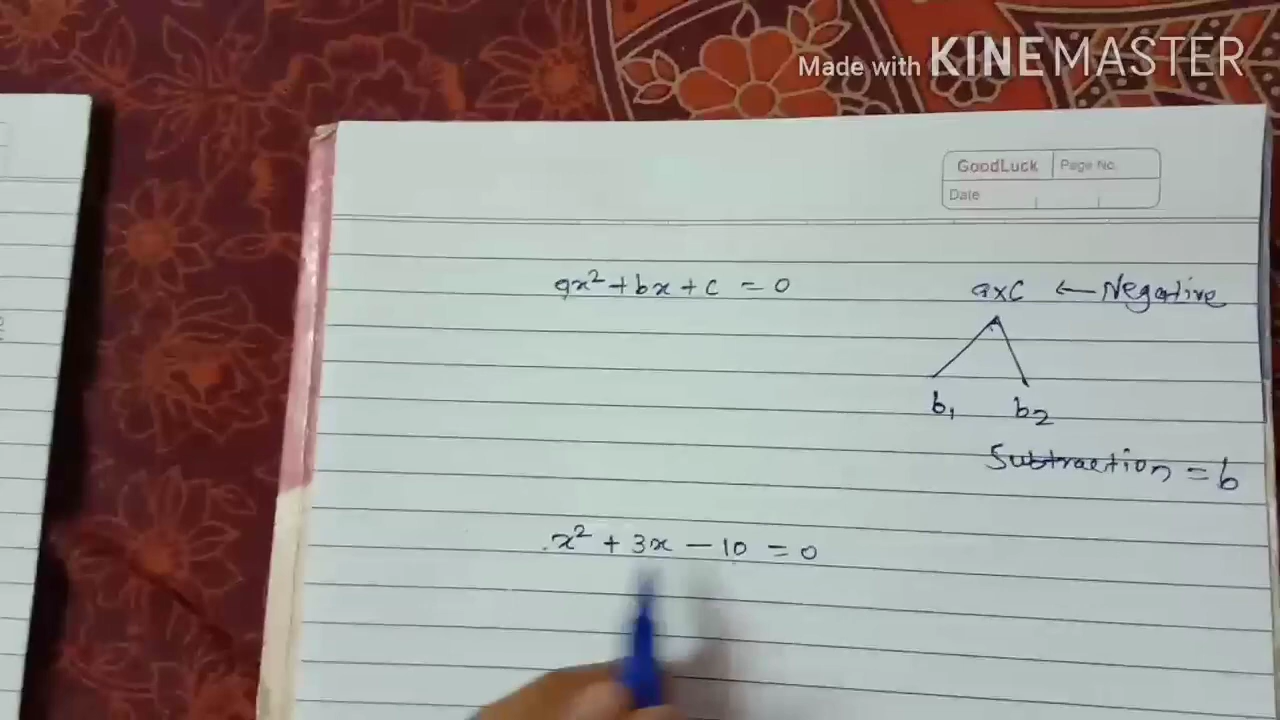 Made with KINEMASTER
GoodLuck Page No.
Date
ax² + bx + c = 0
a×c ← Negative
b₁ b₂
Subtraction = b
x² + 3x - 10 = 0